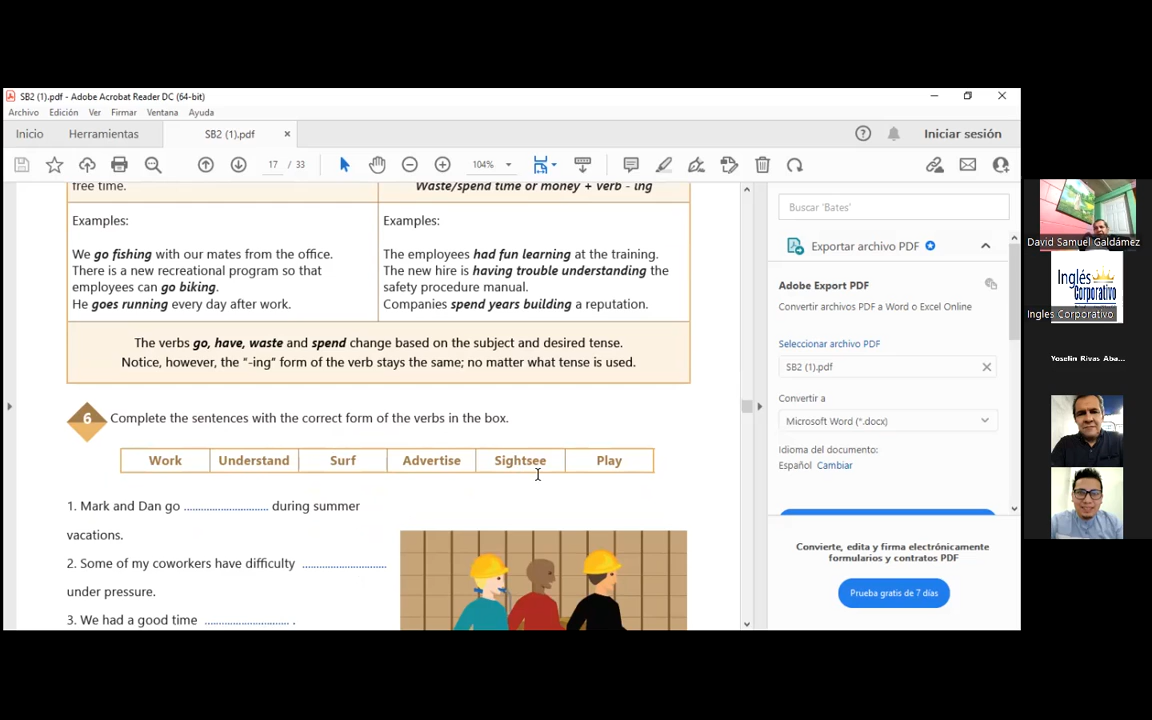 SB2 (1).pdf - Adobe Acrobat Reader DC (64-bit)
Archivo Edición Ver Firmar Ventana Ayuda
Inicio Herramientas SB2 (1).pdf × Iniciar sesión
17 / 33 104%
free time. Waste/spend time or money + verb - ing
Examples:
We go fishing with our mates from the office.
There is a new recreational program so that
employees can go biking.
He goes running every day after work.
Examples:
The employees had fun learning at the training.
The new hire is having trouble understanding the
safety procedure manual.
Companies spend years building a reputation.
The verbs go, have, waste and spend change based on the subject and desired tense.
Notice, however, the “-ing” form of the verb stays the same; no matter what tense is used.
6 Complete the sentences with the correct form of the verbs in the box.
Work Understand Surf Advertise Sightsee Play
1. Mark and Dan go ............................ during summer
vacations.
2. Some of my coworkers have difficulty ............................
under pressure.
3. We had a good time ............................ .
Buscar 'Bates'
Exportar archivo PDF
Adobe Export PDF
Convertir archivos PDF a Word o Excel Online
Seleccionar archivo PDF
SB2 (1).pdf
Convertir a
Microsoft Word (*.docx)
Idioma del documento:
Español Cambiar
Convierte, edita y firma electrónicamente
formularios y contratos PDF
Prueba gratis de 7 días
David Samuel Galdámez
Inglés
Corporativo
Ingles Corporativo
Yoselin Rivas Aba...